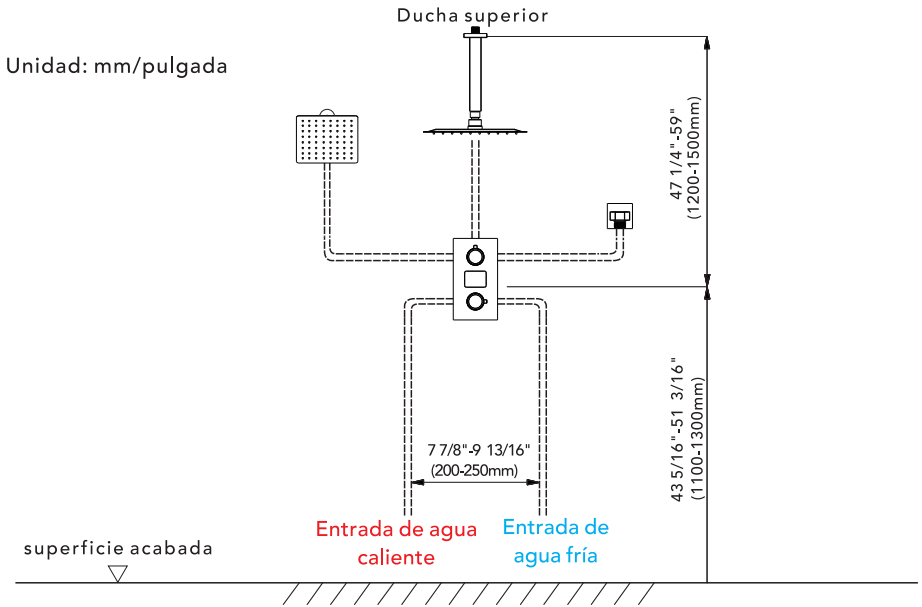 Ducha superior
Unidad: mm/pulgada
47 1/4"-59"
(1200-1500mm)
43 5/16"-51 3/16"
(1100-1300mm)
7 7/8"-9 13/16"
(200-250mm)
Entrada de agua
caliente
Entrada de
agua fría
superficie acabada